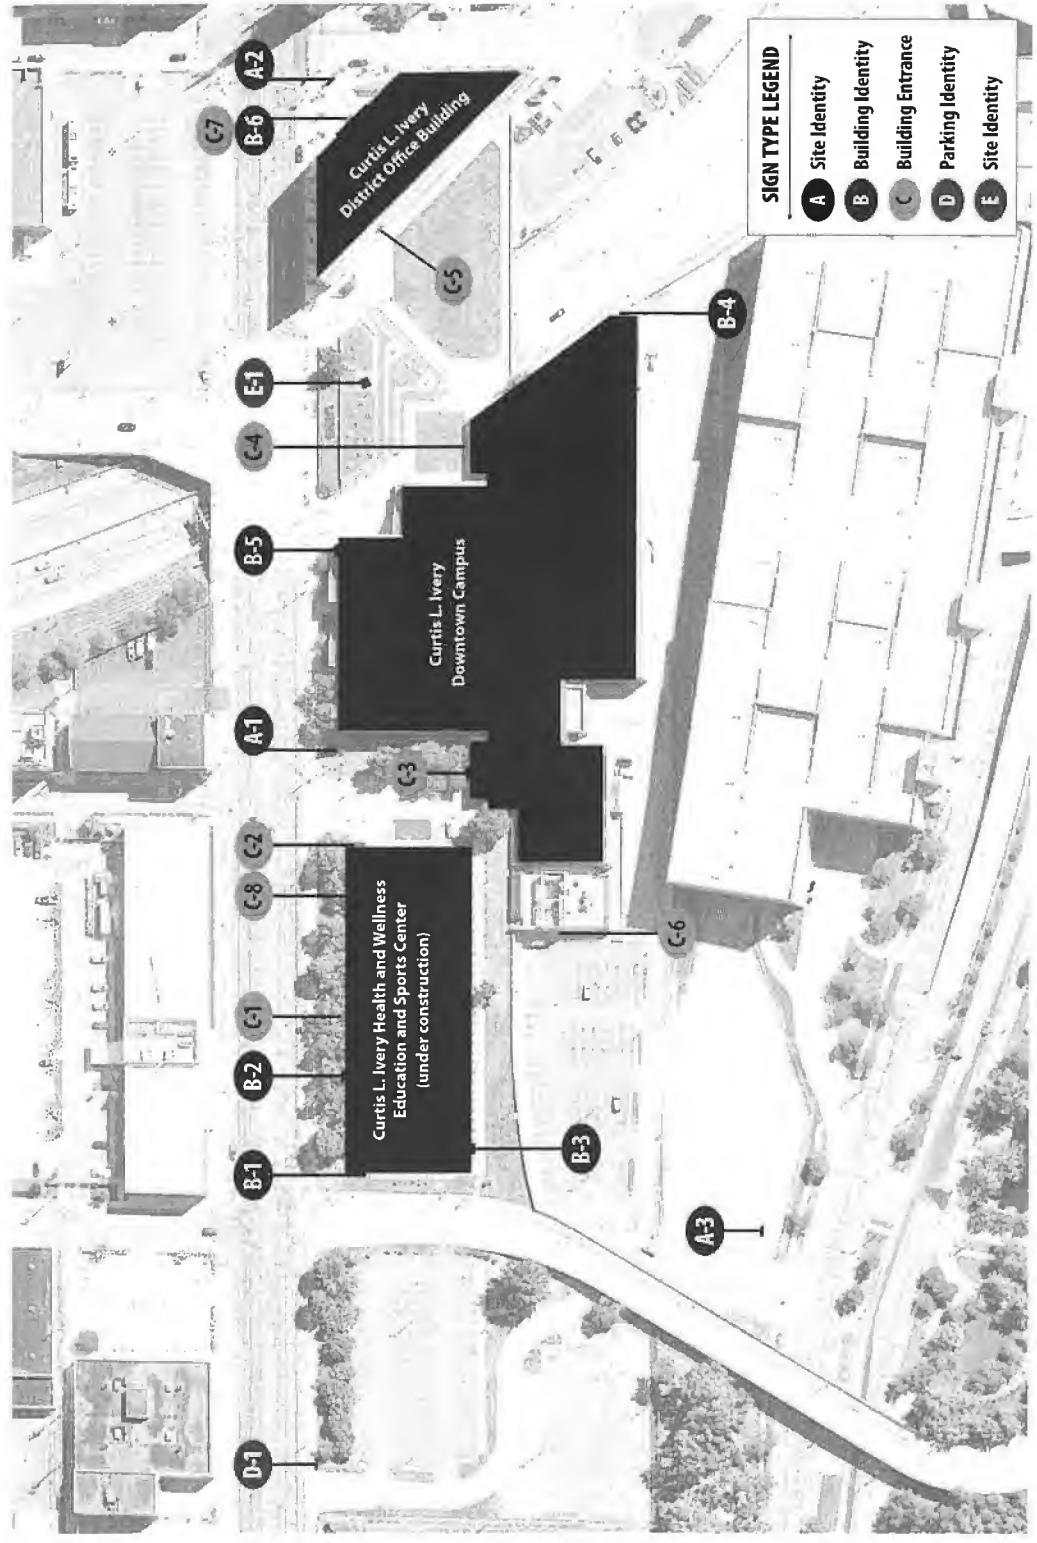 A-2
C-7
B-6
Curtis L. Ivery
District Office Building
C-5
B-4
E-1
C-4
B-5
Curtis L. Ivery
Downtown Campus
A-1
C-3
C-2
C-8
C-6
C-1
B-2
Curtis L. Ivery Health and Wellness
Education and Sports Center
(under construction)
B-1
B-3
A-3
D-1
SIGN TYPE LEGEND
A Site Identity
B Building Identity
C Building Entrance
D Parking Identity
E Site Identity